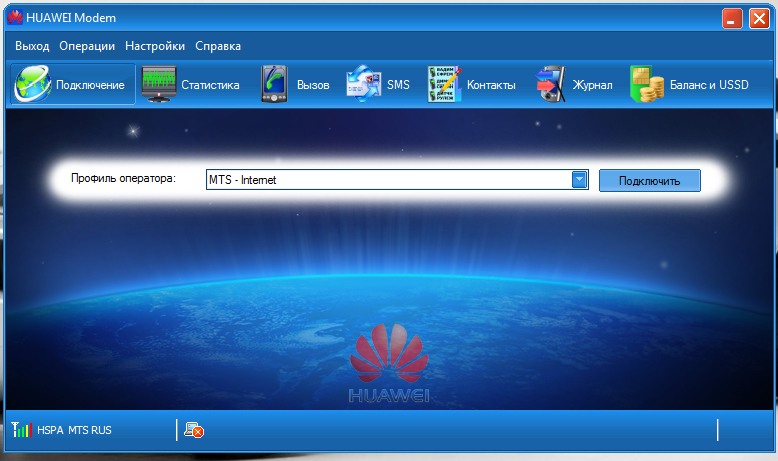 HUAWEI Modem
Выход Операции Настройки Справка
Подключение Статистика Вызов SMS Контакты Журнал Баланс и USSD
Профиль оператора: MTS - Internet Подключить
HUAWEI
HSPA MTS RUS